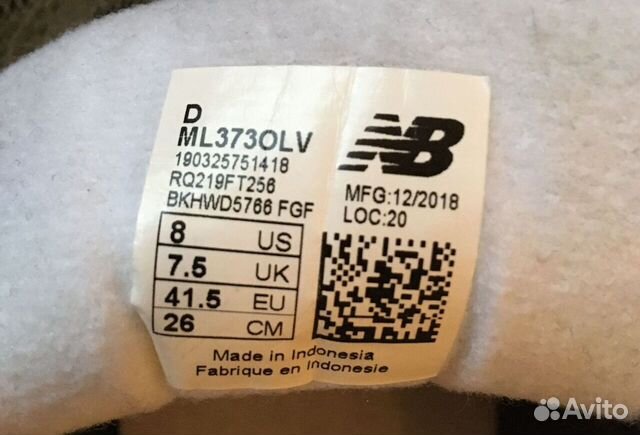 D
ML373OLV
190325751418
RQ219FT256
BKHWD5766 FGF
8 US
7.5 UK
41.5 EU
26 CM
NB
MFG:12/2018
LOC:20
Made in Indonesia
Fabrique en Indonesie
Avito